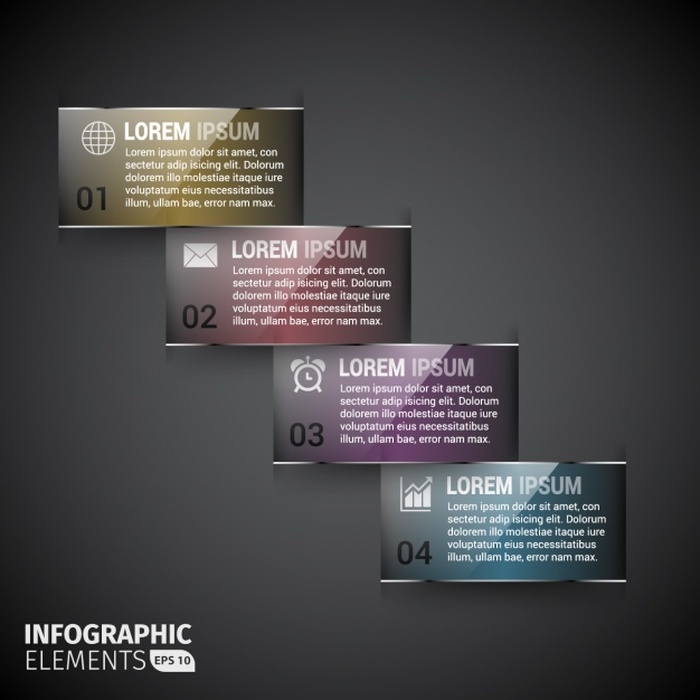 LOREM IPSUM
Lorem ipsum dolor sit amet, con
sectetur adip isicing elit. Dolorum
dolorem illo molestiae iquam iure
voluptatum eius necessitatibus
illum, ullam bae, error nam max.
01
LOREM IPSUM
Lorem ipsum dolor sit amet, con
sectetur adip isicing elit. Dolorum
dolorem illo molestiae iquam iure
voluptatum eius necessitatibus
illum, ullam bae, error nam max.
02
LOREM IPSUM
Lorem ipsum dolor sit amet, con
sectetur adip isicing elit. Dolorum
dolorem illo molestiae iquam iure
voluptatum eius necessitatibus
illum, ullam bae, error nam max.
03
LOREM IPSUM
Lorem ipsum dolor sit amet, con
sectetur adip isicing elit. Dolorum
dolorem illo molestiae iquam iure
voluptatum eius necessitatibus
illum, ullam bae, error nam max.
04
INFOGRAPHIC
ELEMENTS EPS 10